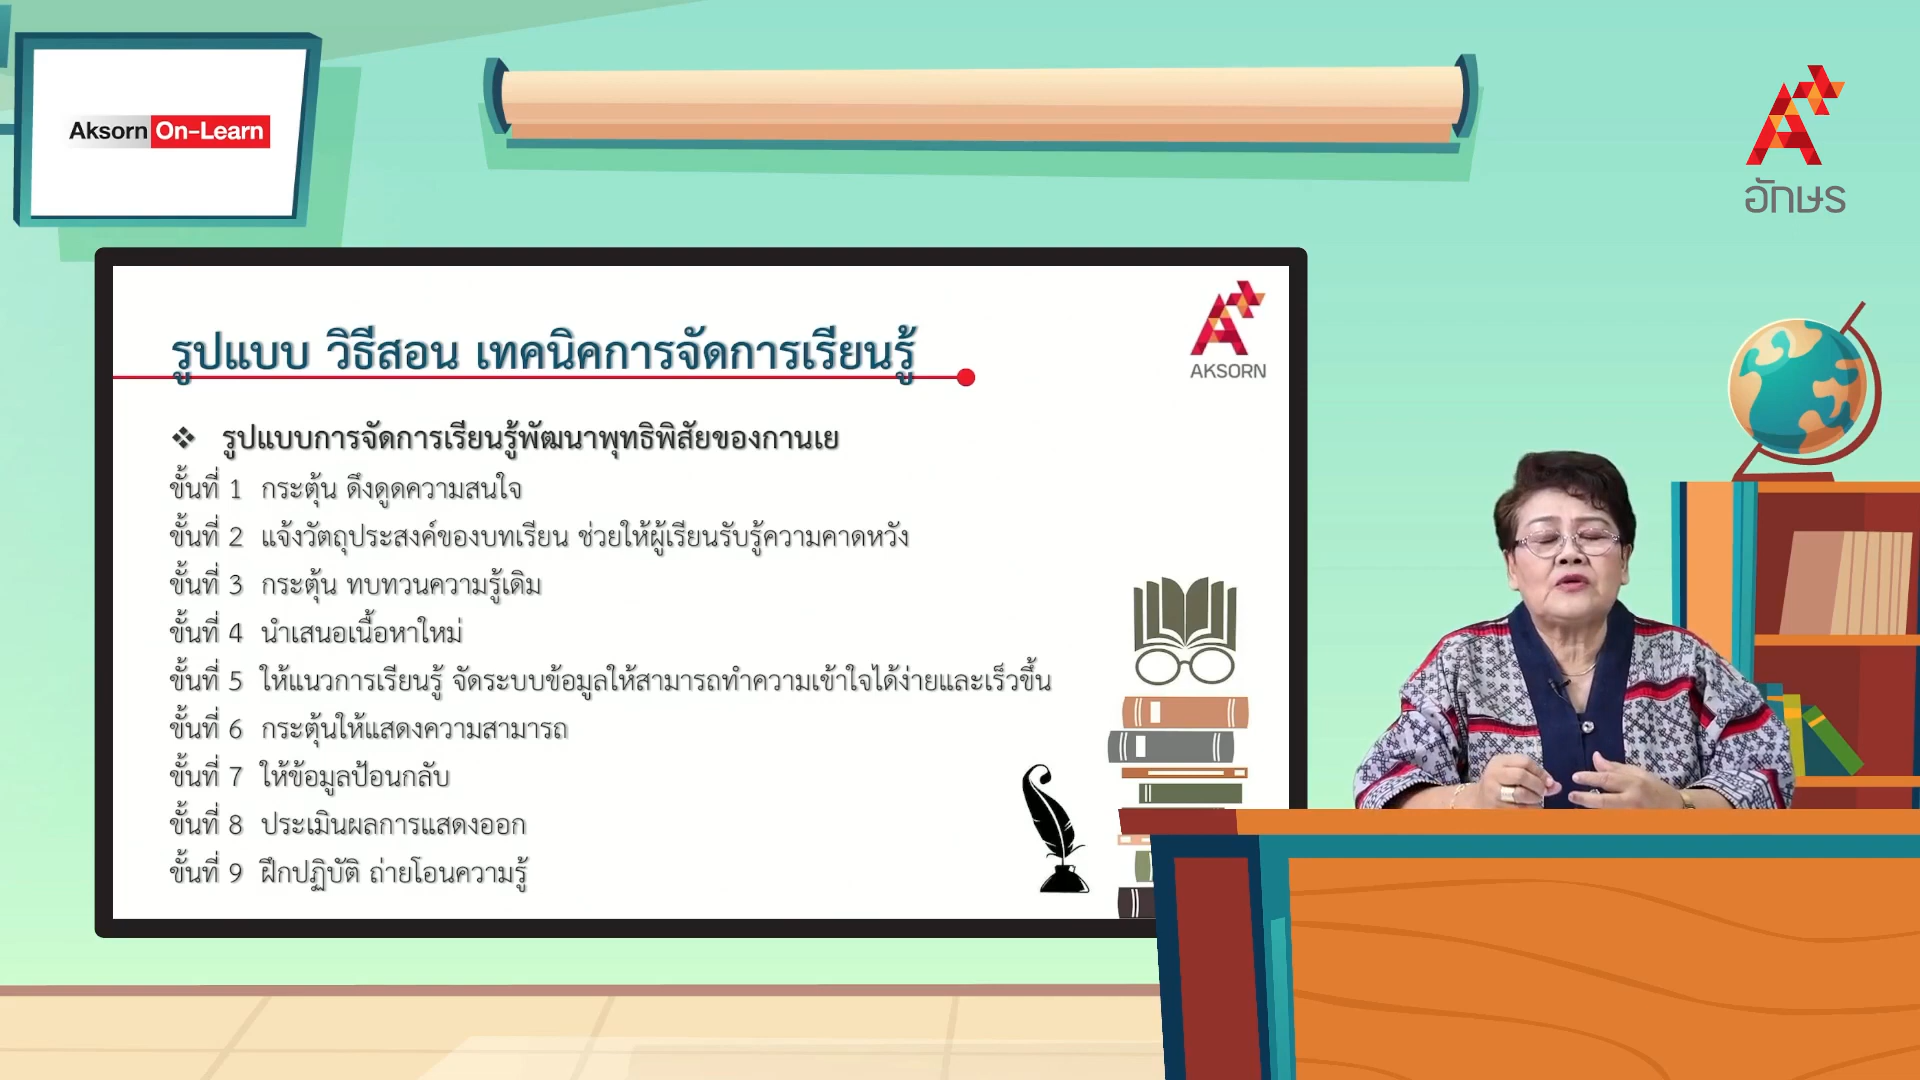 Aksorn On-Learn
อักษร
AKSORN
รูปแบบ วิธีสอน เทคนิคการจัดการเรียนรู้
❖ รูปแบบการจัดการเรียนรู้พัฒนาพุทธิพิสัยของกานเย
ขั้นที่ 1 กระตุ้น ดึงดูดความสนใจ
ขั้นที่ 2 แจ้งวัตถุประสงค์ของบทเรียน ช่วยให้ผู้เรียนรับรู้ความคาดหวัง
ขั้นที่ 3 กระตุ้น ทบทวนความรู้เดิม
ขั้นที่ 4 นำเสนอเนื้อหาใหม่
ขั้นที่ 5 ให้แนวการเรียนรู้ จัดระบบข้อมูลให้สามารถทำความเข้าใจได้ง่ายและเร็วขึ้น
ขั้นที่ 6 กระตุ้นให้แสดงความสามารถ
ขั้นที่ 7 ให้ข้อมูลป้อนกลับ
ขั้นที่ 8 ประเมินผลการแสดงออก
ขั้นที่ 9 ฝึกปฏิบัติ ถ่ายโอนความรู้